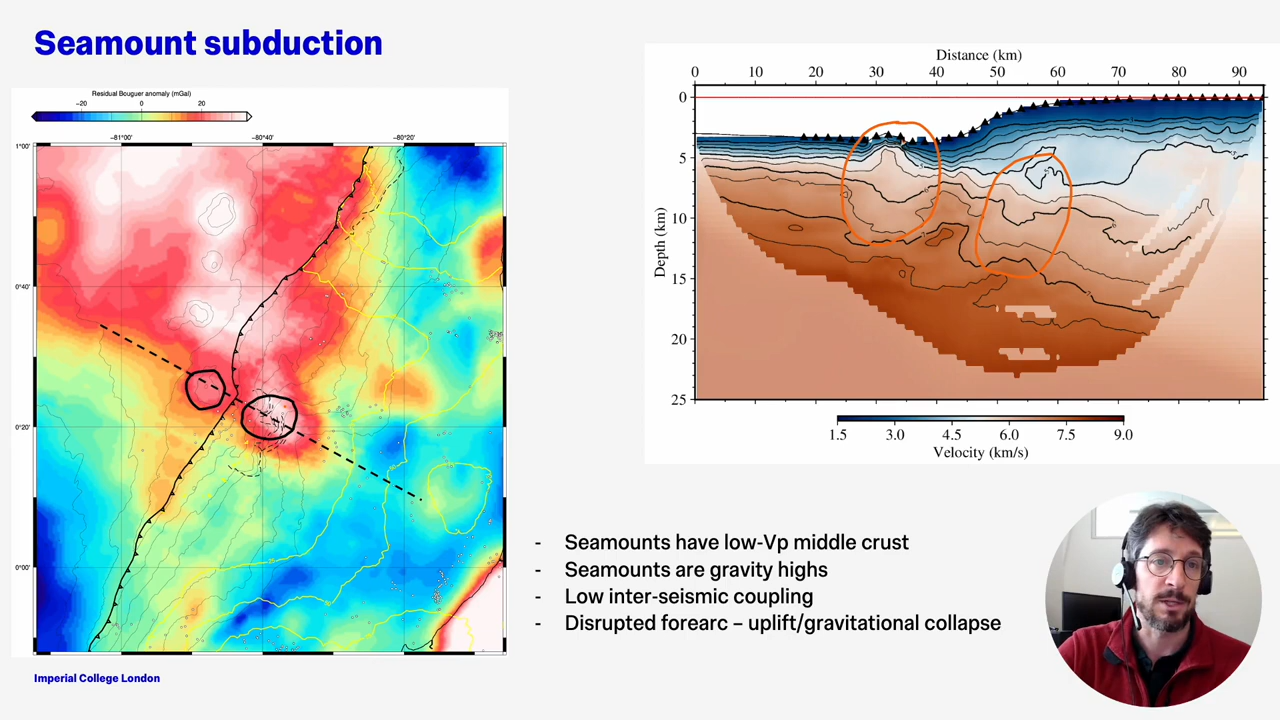 Seamount subduction
Residual Bouguer anomaly (mGal)
−20 0 20
−81°00' −80°40' −80°20'
1°00'
0°40'
0°20'
0°00'
Distance (km)
0 10 20 30 40 50 60 70 80 90
0
5
10
15
20
25
Depth (km)
1.5 3.0 4.5 6.0 7.5 9.0
Velocity (km/s)
- Seamounts have low-Vp middle crust
- Seamounts are gravity highs
- Low inter-seismic coupling
- Disrupted forearc – uplift/gravitational collapse
Imperial College London